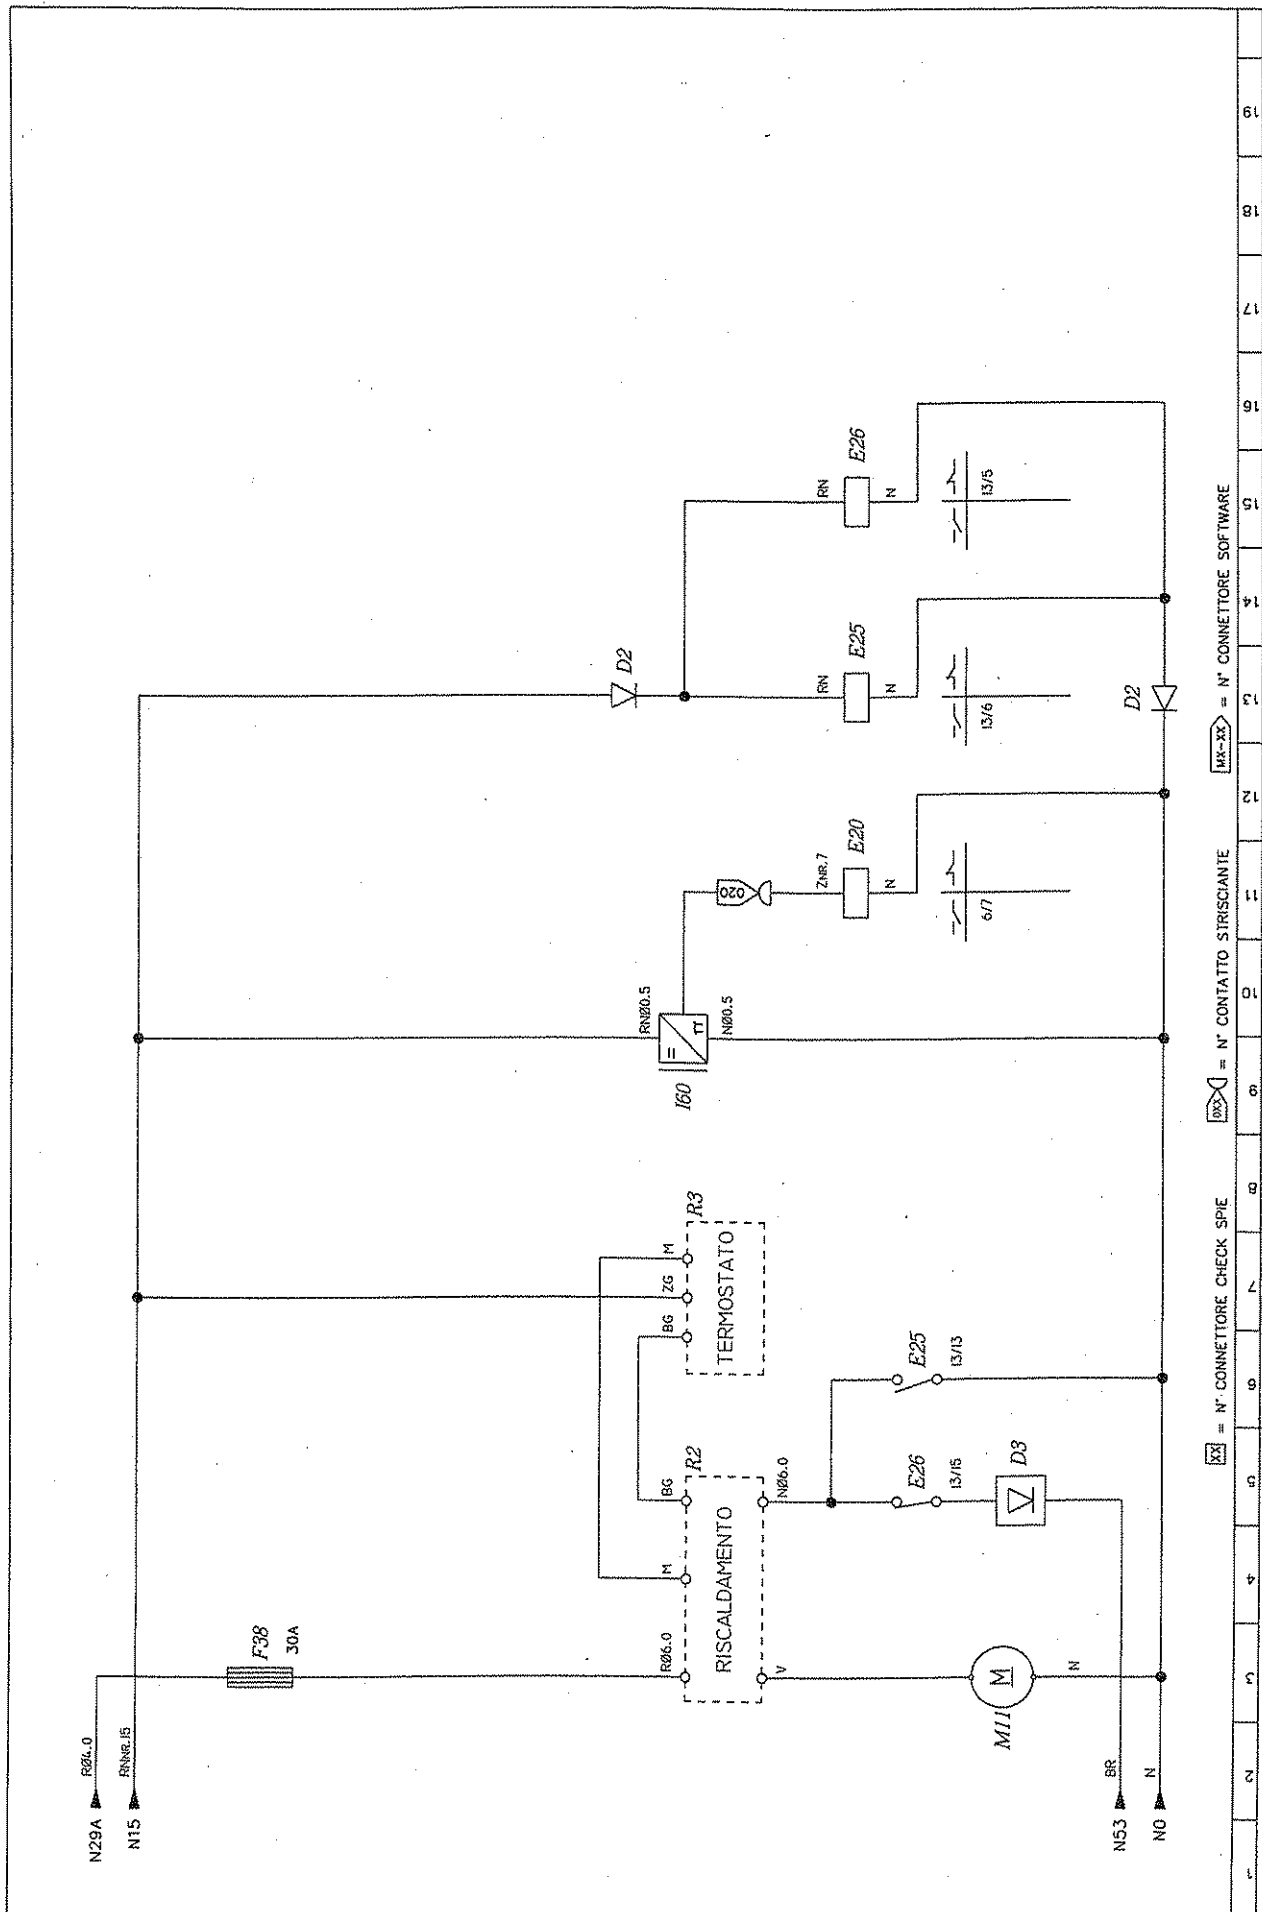 N29A
RØ4.0
N15
RNNR.15
F38
30A
RØ6.0
M
BG
R2
RISCALDAMENTO
V
NØ6.0
BG
ZG
M
R3
TERMOSTATO
E26
13/15
E25
13/13
D3
M11
M
N
N53
BR
N0
N
RNØ0.5
I60
=
NØ0.5
020
ZNR.7
E20
N
6/7
D2
RN
E25
N
13/6
RN
E26
N
13/5
D2
XX = N° CONNETTORE CHECK SPIE
0XX = N° CONTATTO STRISCIANTE
MX-XX = N° CONNETTORE SOFTWARE
1 2 3 4 5 6 7 8 9 10 11 12 13 14 15 16 17 18 19